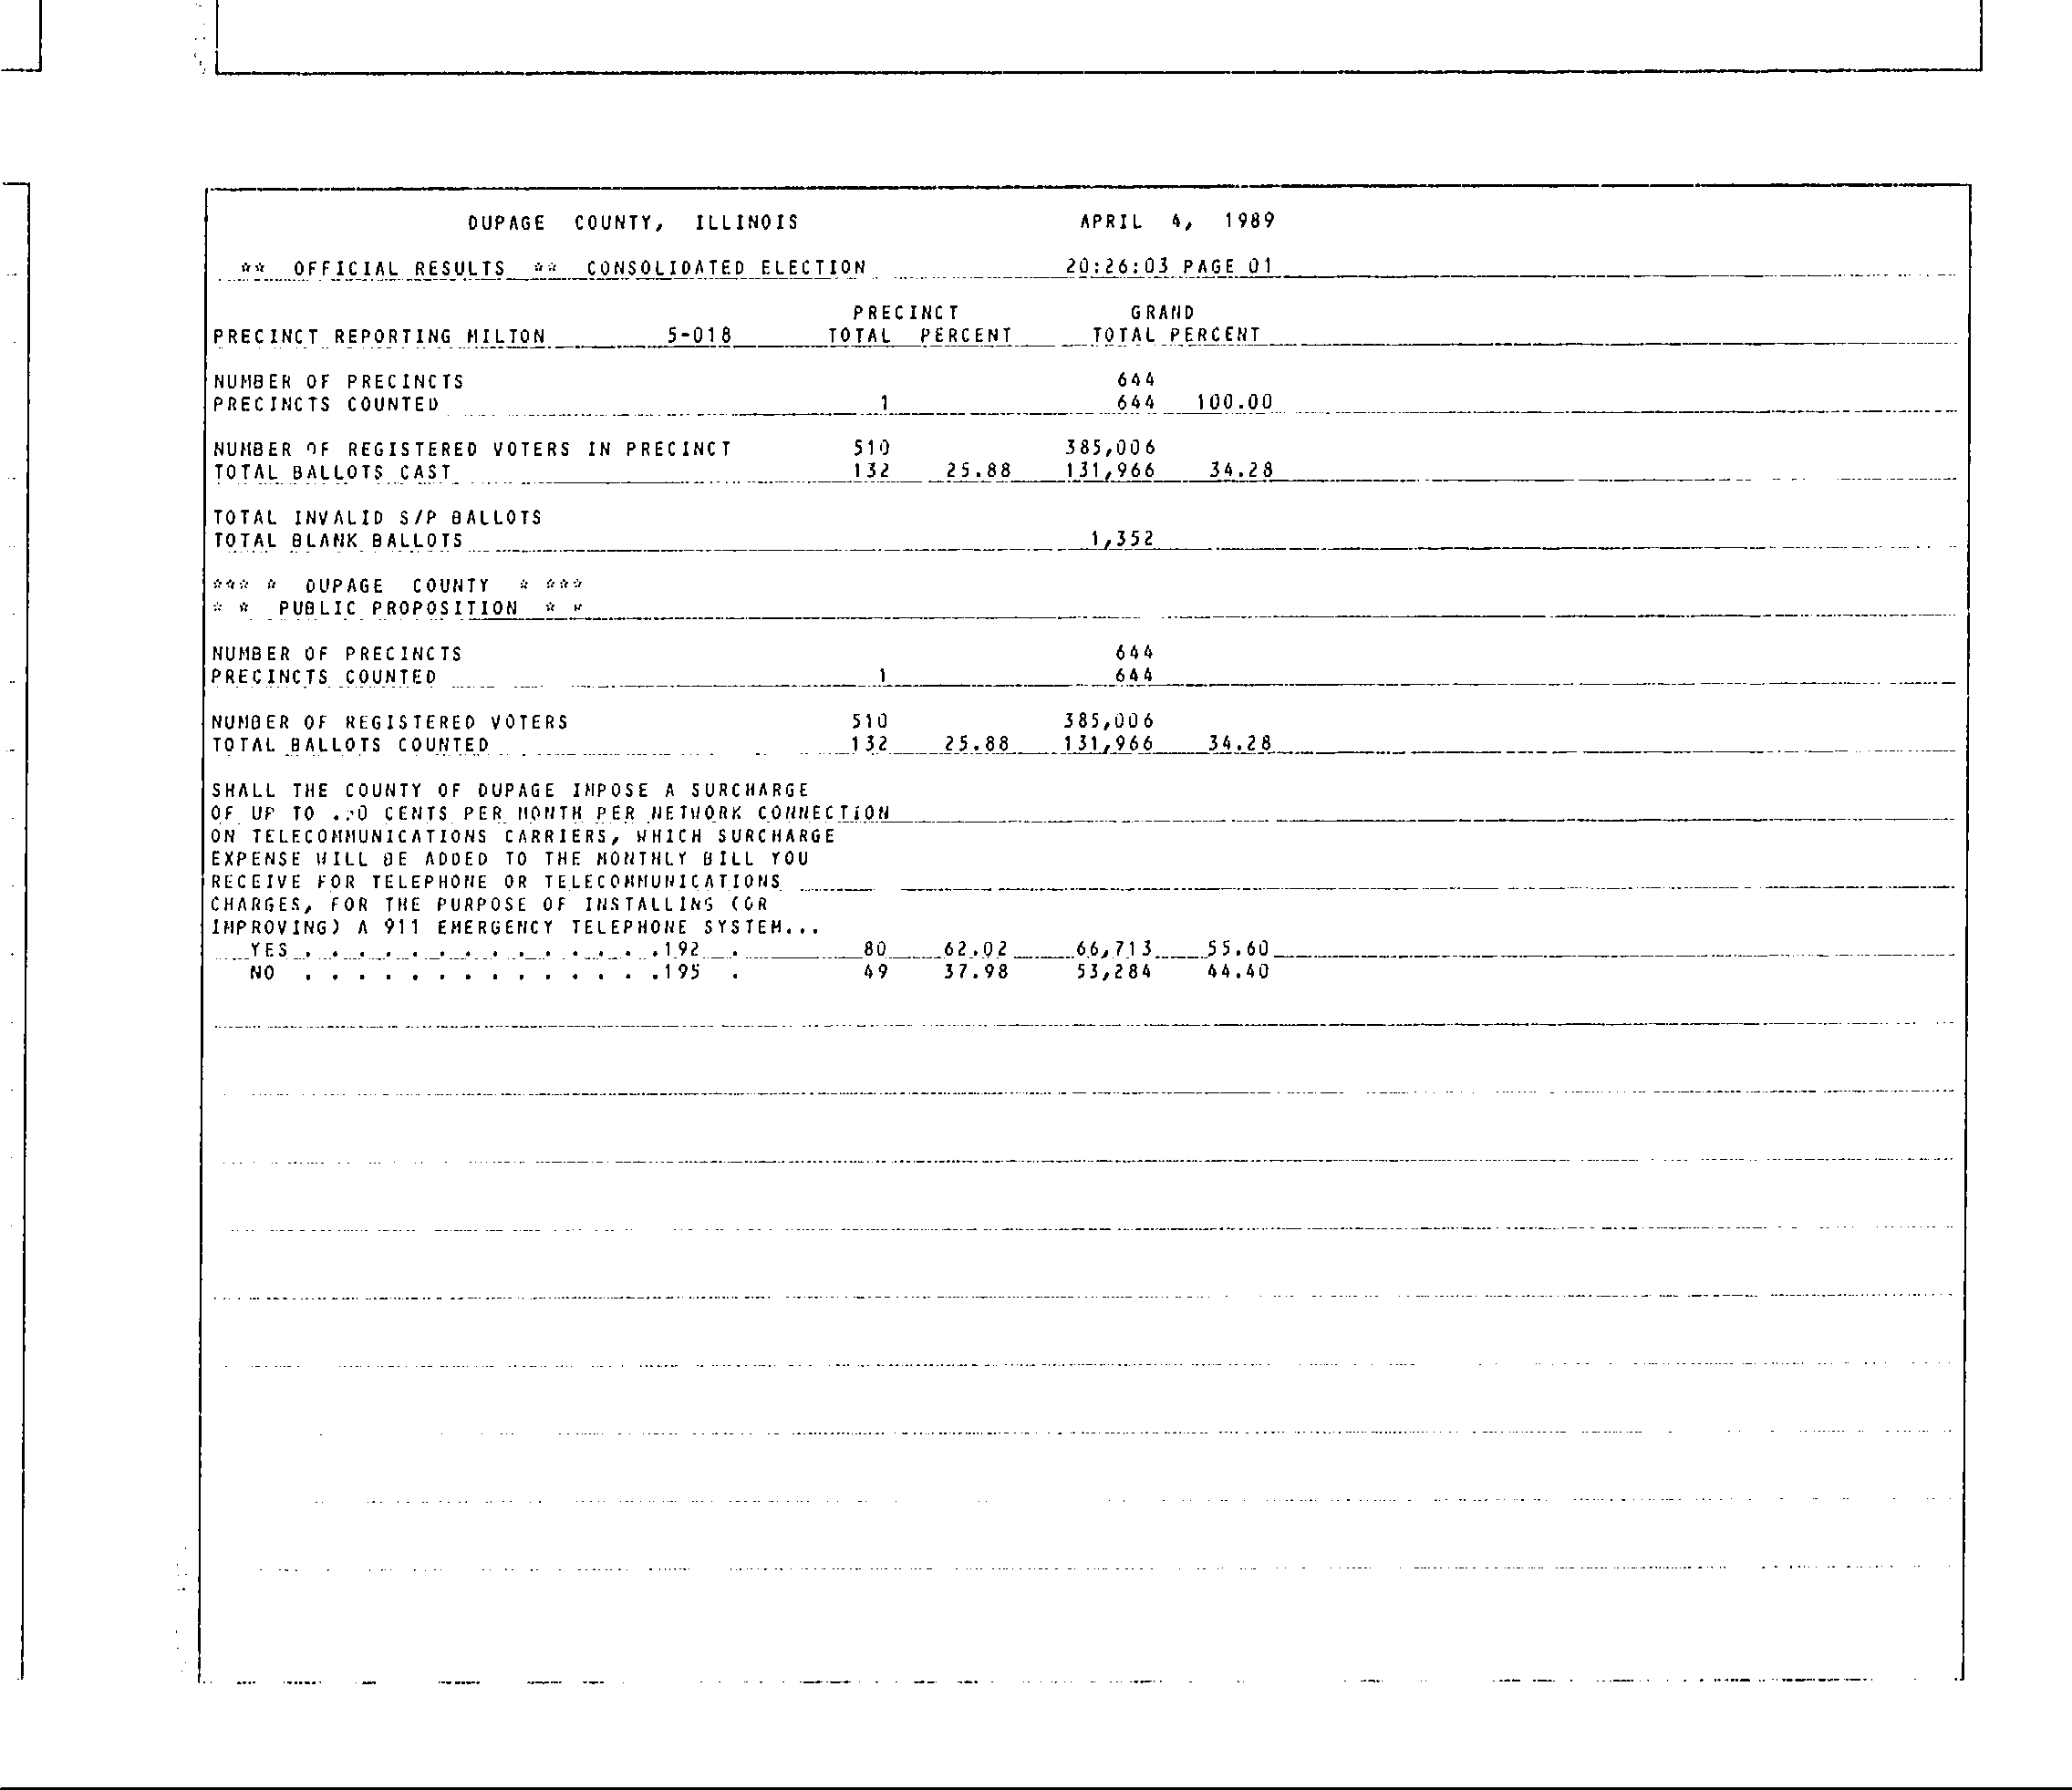 DUPAGE COUNTY, ILLINOIS APRIL 4, 1989
** OFFICIAL RESULTS ** CONSOLIDATED ELECTION 20:26:03 PAGE 01
PRECINCT GRAND
PRECINCT REPORTING MILTON 5-018 TOTAL PERCENT TOTAL PERCENT
NUMBER OF PRECINCTS 644
PRECINCTS COUNTED 1 644 100.00
NUMBER OF REGISTERED VOTERS IN PRECINCT 510 385,006
TOTAL BALLOTS CAST 132 25.88 131,966 34.28
TOTAL INVALID S/P BALLOTS
TOTAL BLANK BALLOTS 1,352
*** * DUPAGE COUNTY * ***
* * PUBLIC PROPOSITION * *
NUMBER OF PRECINCTS 644
PRECINCTS COUNTED 1 644
NUMBER OF REGISTERED VOTERS 510 385,006
TOTAL BALLOTS COUNTED 132 25.88 131,966 34.28
SHALL THE COUNTY OF DUPAGE IMPOSE A SURCHARGE
OF UP TO CENTS PER MONTH PER NETWORK CONNECTION
ON TELECOMMUNICATIONS CARRIERS, WHICH SURCHARGE
EXPENSE WILL BE ADDED TO THE MONTHLY BILL YOU
RECEIVE FOR TELEPHONE OR TELECOMMUNICATIONS
CHARGES, FOR THE PURPOSE OF INSTALLING (OR
IMPROVING) A 911 EMERGENCY TELEPHONE SYSTEM...
YES . . . . . . . . . . . . . .192 . 80 62.02 66,713 55.60
NO . . . . . . . . . . . . . .195 . 49 37.98 53,284 44.40